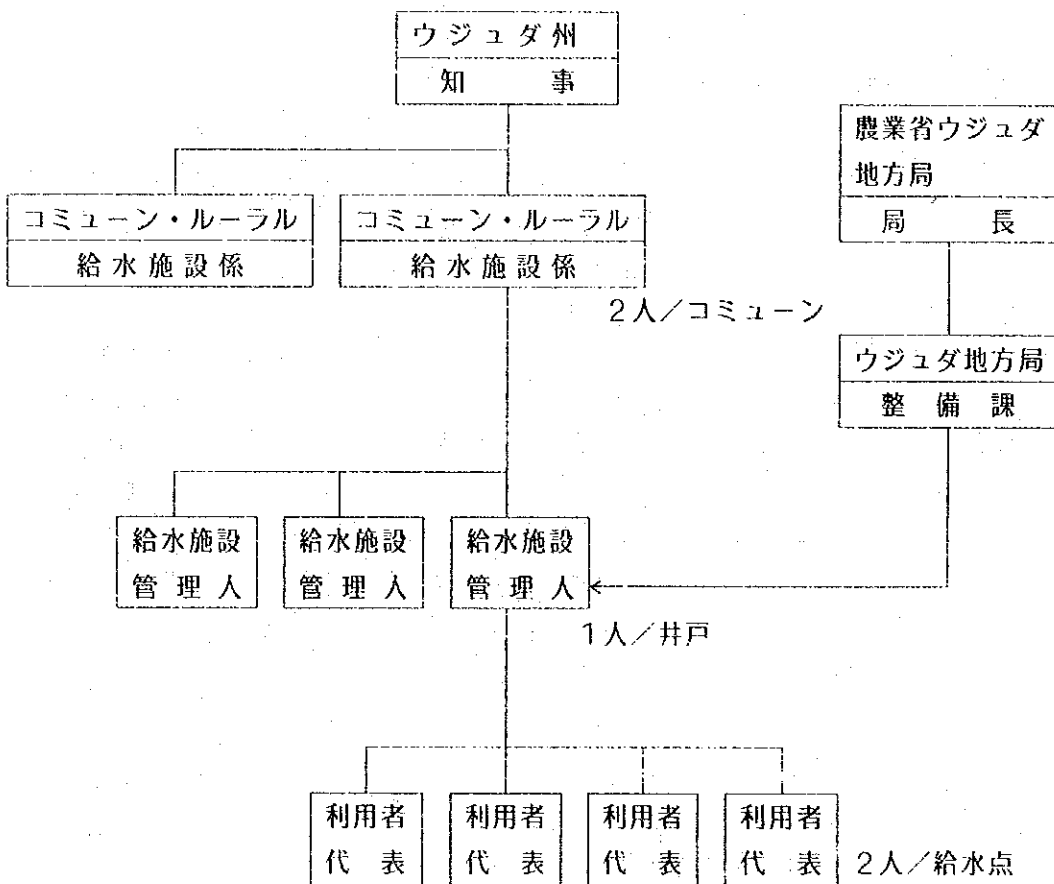 ウジュダ州
知事
農業省ウジュダ
地方局
局長
コミューン・ルーラル
給水施設係
コミューン・ルーラル
給水施設係
2人／コミューン
ウジュダ地方局
整備課
給水施設
管理人
給水施設
管理人
給水施設
管理人
1人／井戸
利用者
代表
利用者
代表
利用者
代表
利用者
代表
2人／給水点